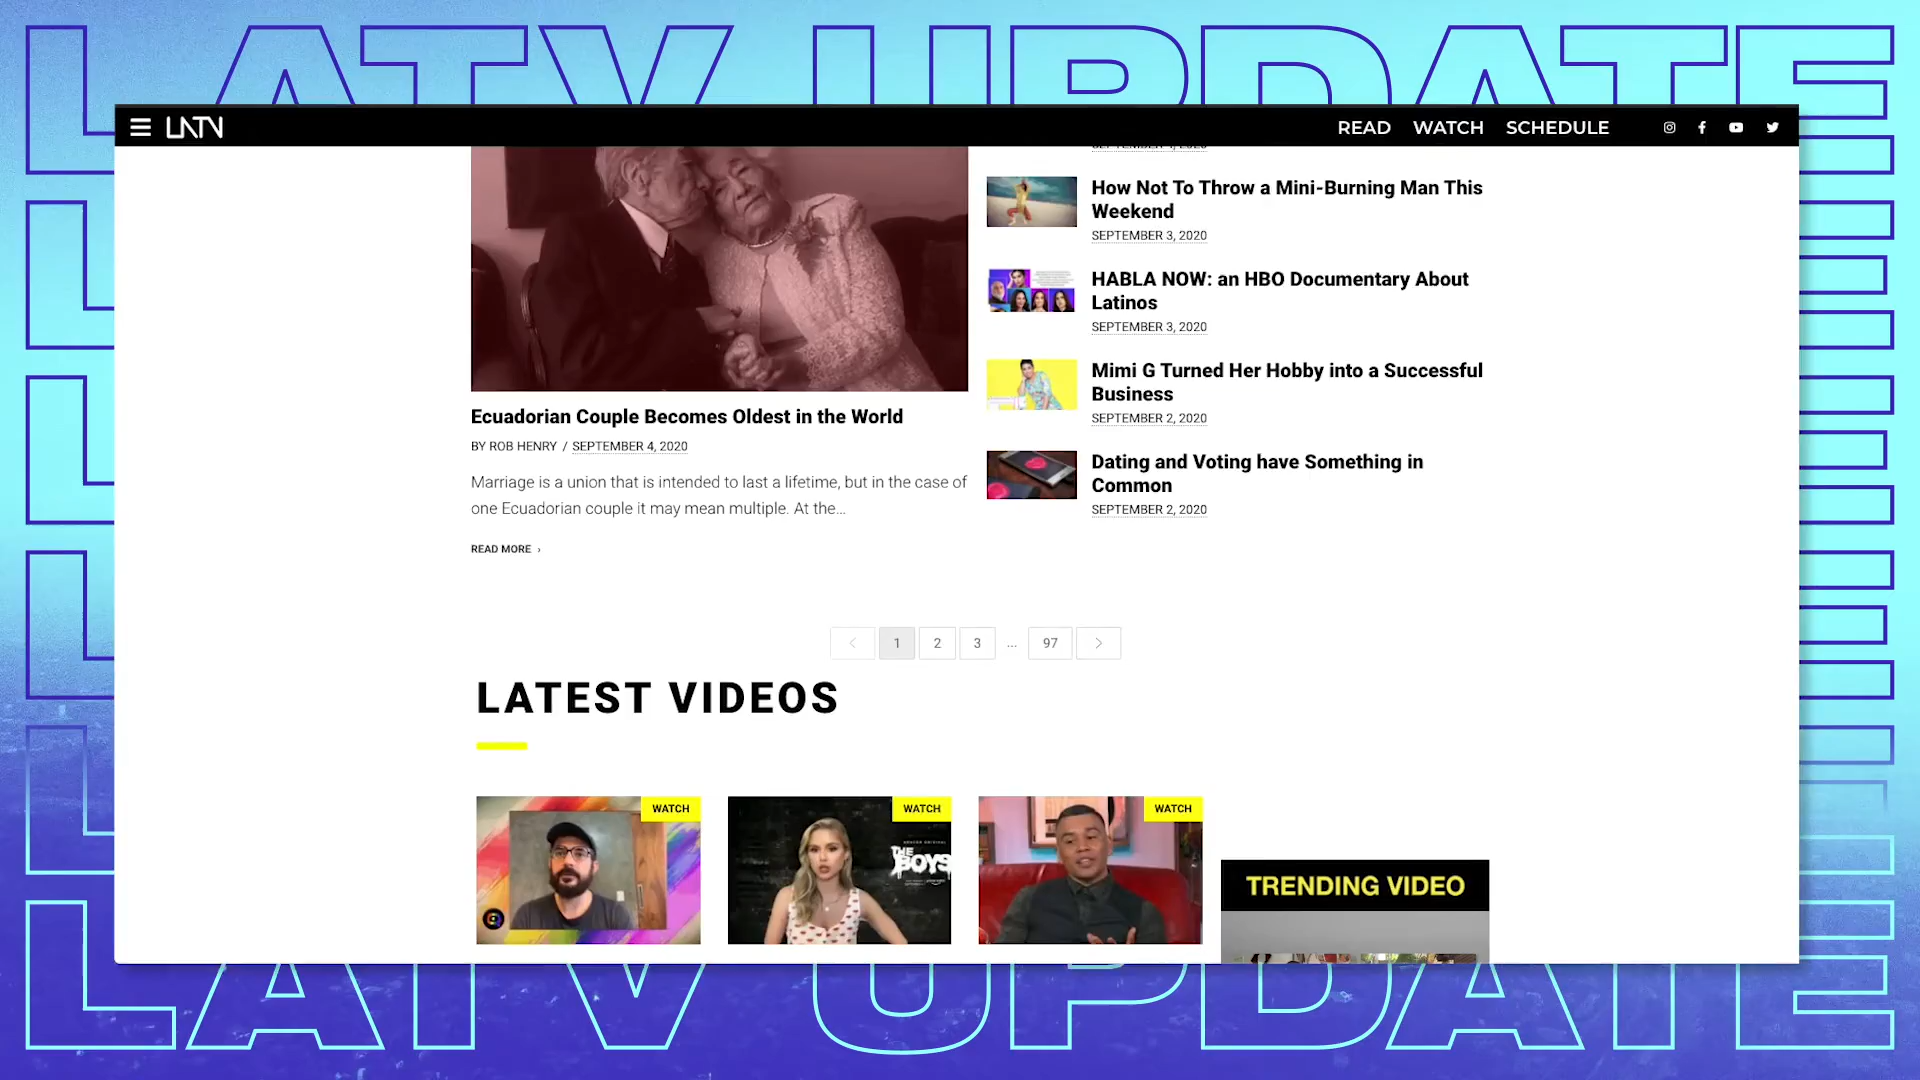 LATV UPDATE
LATV
READ WATCH SCHEDULE
SEPTEMBER 4, 2020
How Not To Throw a Mini-Burning Man This
Weekend
SEPTEMBER 3, 2020
HABLA NOW: an HBO Documentary About
Latinos
SEPTEMBER 3, 2020
Mimi G Turned Her Hobby into a Successful
Business
SEPTEMBER 2, 2020
Dating and Voting have Something in
Common
SEPTEMBER 2, 2020
Ecuadorian Couple Becomes Oldest in the World
BY ROB HENRY / SEPTEMBER 4, 2020
Marriage is a union that is intended to last a lifetime, but in the case of
one Ecuadorian couple it may mean multiple. At the...
READ MORE ›
1 2 3 ... 97
LATEST VIDEOS
WATCH
WATCH
THE BOYS
WATCH
TRENDING VIDEO
LATV UPDATE